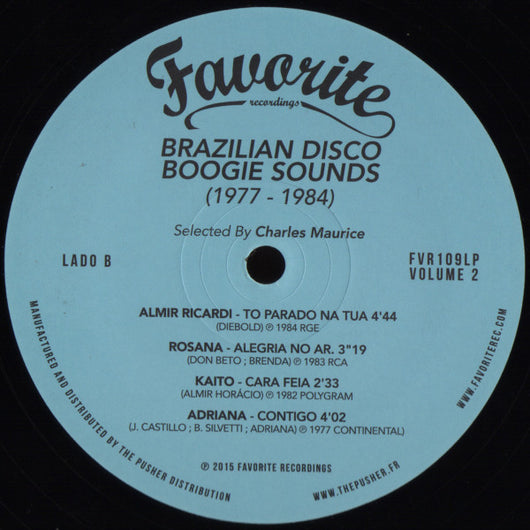 Favorite
recordings
BRAZILIAN DISCO
BOOGIE SOUNDS
(1977 - 1984)
Selected By Charles Maurice
LADO B
FVR109LP
VOLUME 2
ALMIR RICARDI - TO PARADO NA TUA 4'44
(DIEBOLD) ℗ 1984 RGE
ROSANA - ALEGRIA NO AR. 3"19
(DON BETO ; BRENDA) ℗ 1983 RCA
KAITO - CARA FEIA 2'33
(ALMIR HORÁCIO) ℗ 1982 POLYGRAM
ADRIANA - CONTIGO 4'02
(J. CASTILLO ; B. SILVETTI ; ADRIANA) ℗ 1977 CONTINENTAL)
℗ 2015 FAVORITE RECORDINGS
MANUFACTURED AND DISTRIBUTED BY THE PUSHER DISTRIBUTION
WWW.THEPUSHER.FR
WWW.FAVORITEREC.COM